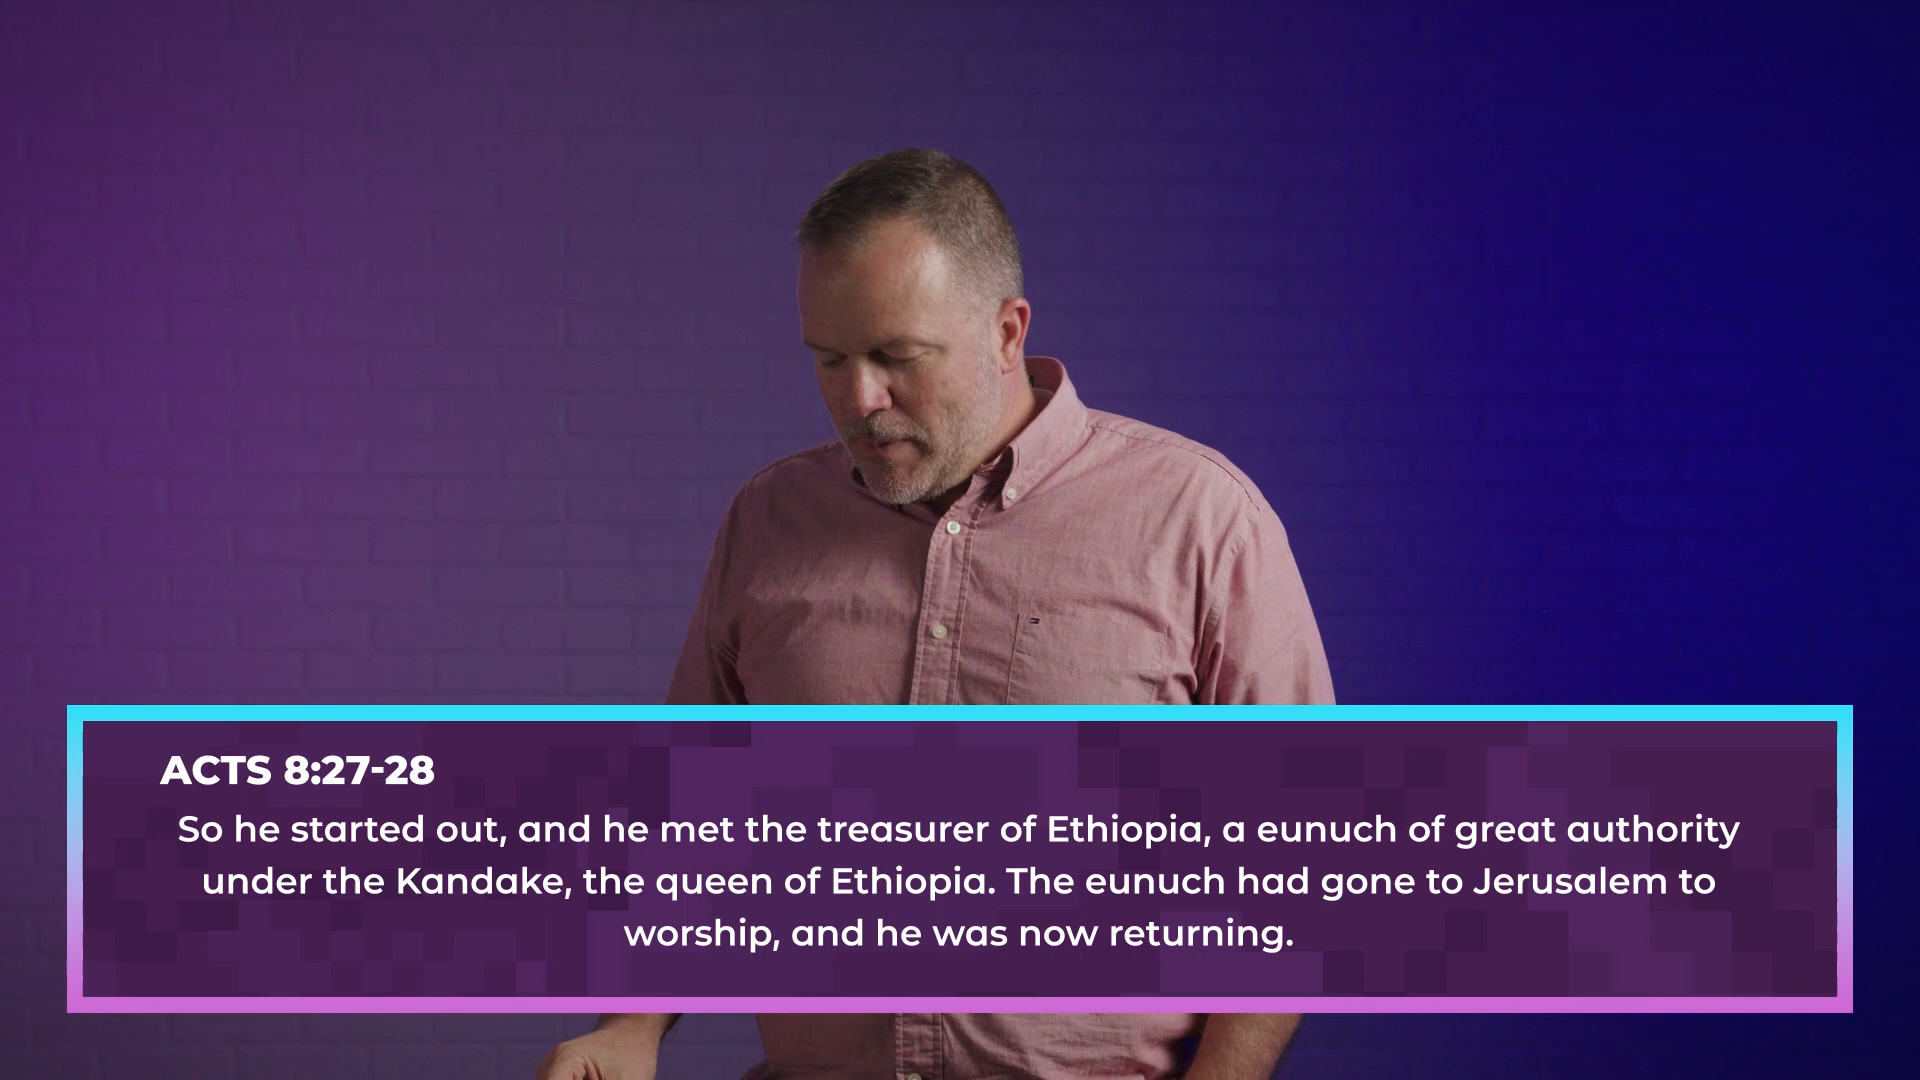 ACTS 8:27-28
So he started out, and he met the treasurer of Ethiopia, a eunuch of great authority
under the Kandake, the queen of Ethiopia. The eunuch had gone to Jerusalem to
worship, and he was now returning.